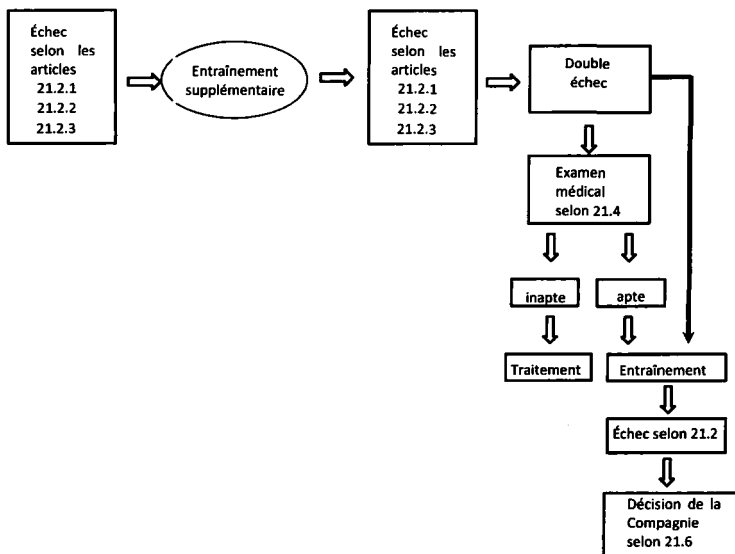 Échec
selon les
articles
21.2.1
21.2.2
21.2.3
Entraînement
supplémentaire
Échec
selon les
articles
21.2.1
21.2.2
21.2.3
Double
échec
Examen
médical
selon 21.4
inapte
apte
Traitement
Entraînement
Échec selon 21.2
Décision de la
Compagnie
selon 21.6